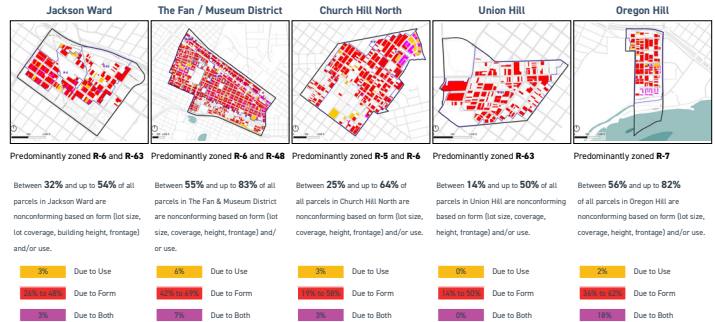 Jackson Ward
Predominantly zoned R-6 and R-63
Between 32% and up to 54% of all
parcels in Jackson Ward are
nonconforming based on form (lot size,
lot coverage, building height, frontage)
and/or use.
3% Due to Use
26% to 48% Due to Form
3% Due to Both
The Fan / Museum District
Predominantly zoned R-6 and R-48
Between 55% and up to 83% of all
parcels in The Fan & Museum District
are nonconforming based on form (lot
size, coverage, height, frontage) and/
or use.
6% Due to Use
42% to 69% Due to Form
7% Due to Both
Church Hill North
Predominantly zoned R-5 and R-6
Between 25% and up to 64% of
all parcels in Church Hill North are
nonconforming based on form (lot size,
coverage, height, frontage) and/or use.
3% Due to Use
19% to 58% Due to Form
3% Due to Both
Union Hill
Predominantly zoned R-63
Between 14% and up to 50% of all
parcels in Union Hill are nonconforming
based on form (lot size, coverage,
height, frontage) and/or use.
0% Due to Use
14% to 50% Due to Form
0% Due to Both
Oregon Hill
Predominantly zoned R-7
Between 56% and up to 82%
of all parcels in Oregon Hill are
nonconforming based on form (lot size,
coverage, height, frontage) and/or use.
2% Due to Use
36% to 62% Due to Form
18% Due to Both